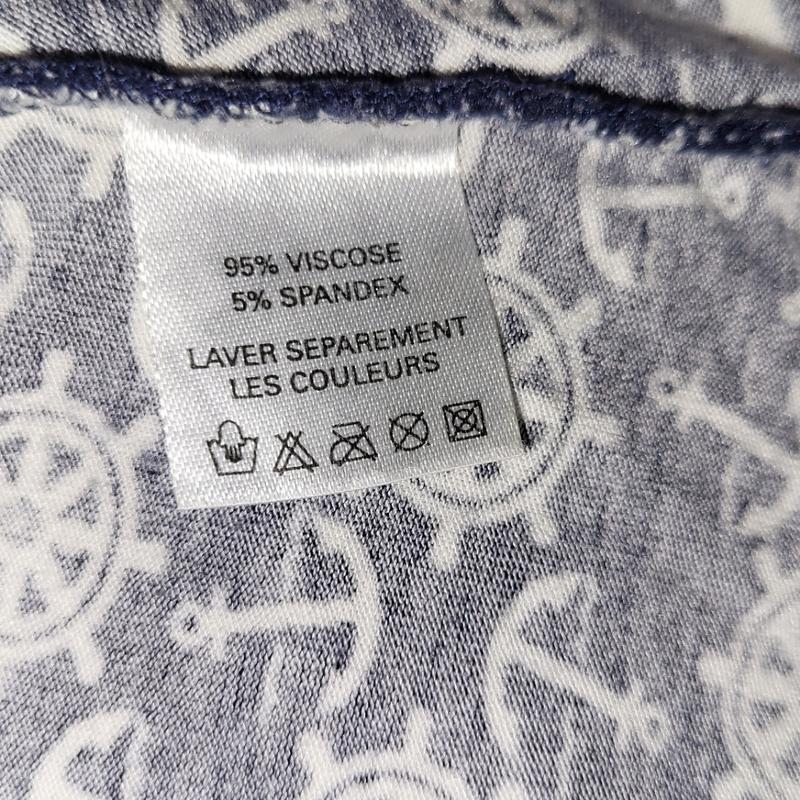 95% VISCOSE
5% SPANDEX
LAVER SEPAREMENT
LES COULEURS